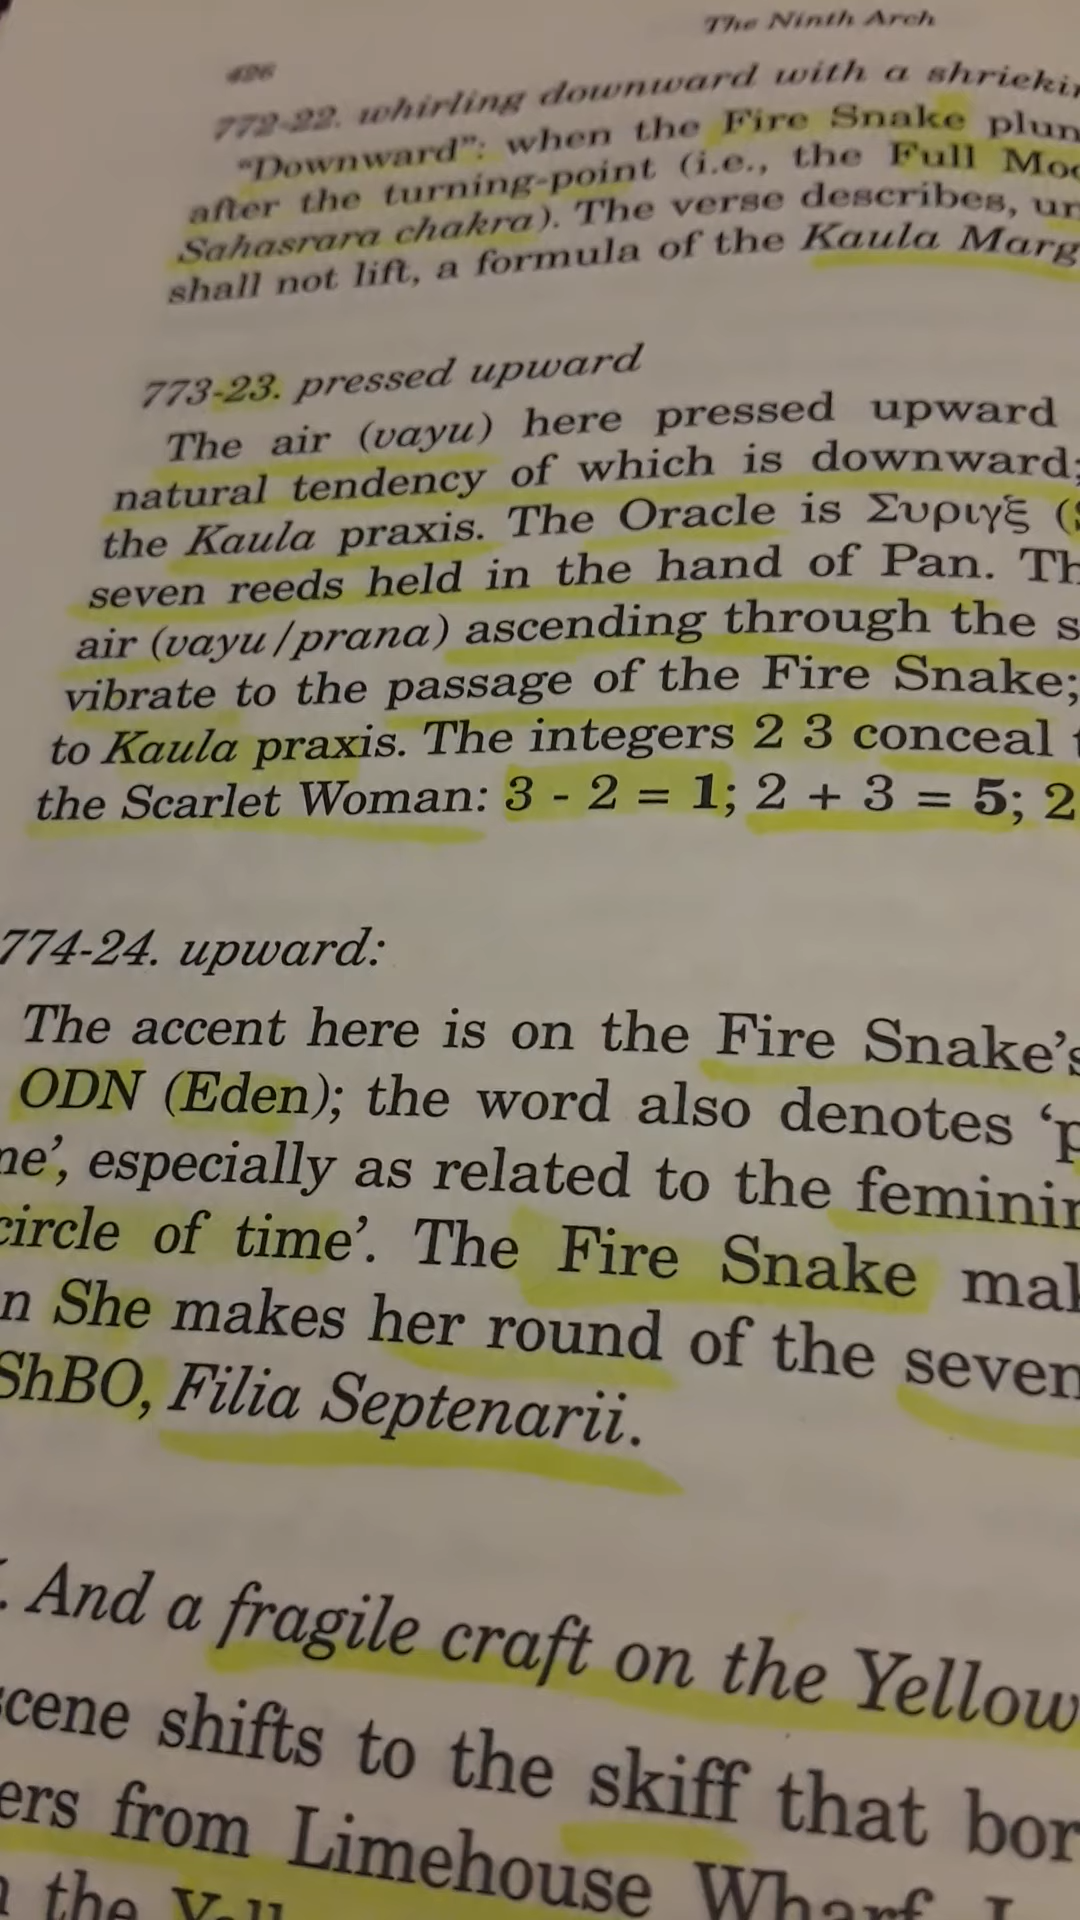 The Ninth Arch
426
772-22. whirling downward with a shriekin
"Downward": when the Fire Snake plun
after the turning-point (i.e., the Full Moo
Sahasrara chakra). The verse describes, un
shall not lift, a formula of the Kaula Marg
773-23. pressed upward
The air (vayu) here pressed upward
natural tendency of which is downward;
the Kaula praxis. The Oracle is Συριγξ (S
seven reeds held in the hand of Pan. Th
air (vayu/prana) ascending through the s
vibrate to the passage of the Fire Snake;
to Kaula praxis. The integers 2 3 conceal t
the Scarlet Woman: 3 - 2 = 1; 2 + 3 = 5; 2
774-24. upward:
The accent here is on the Fire Snake's
ODN (Eden); the word also denotes 'p
ne', especially as related to the feminin
circle of time'. The Fire Snake mak
n She makes her round of the seven
ShBO, Filia Septenarii.
. And a fragile craft on the Yellow
scene shifts to the skiff that bor
ers from Limehouse Wharf. I
the Yell